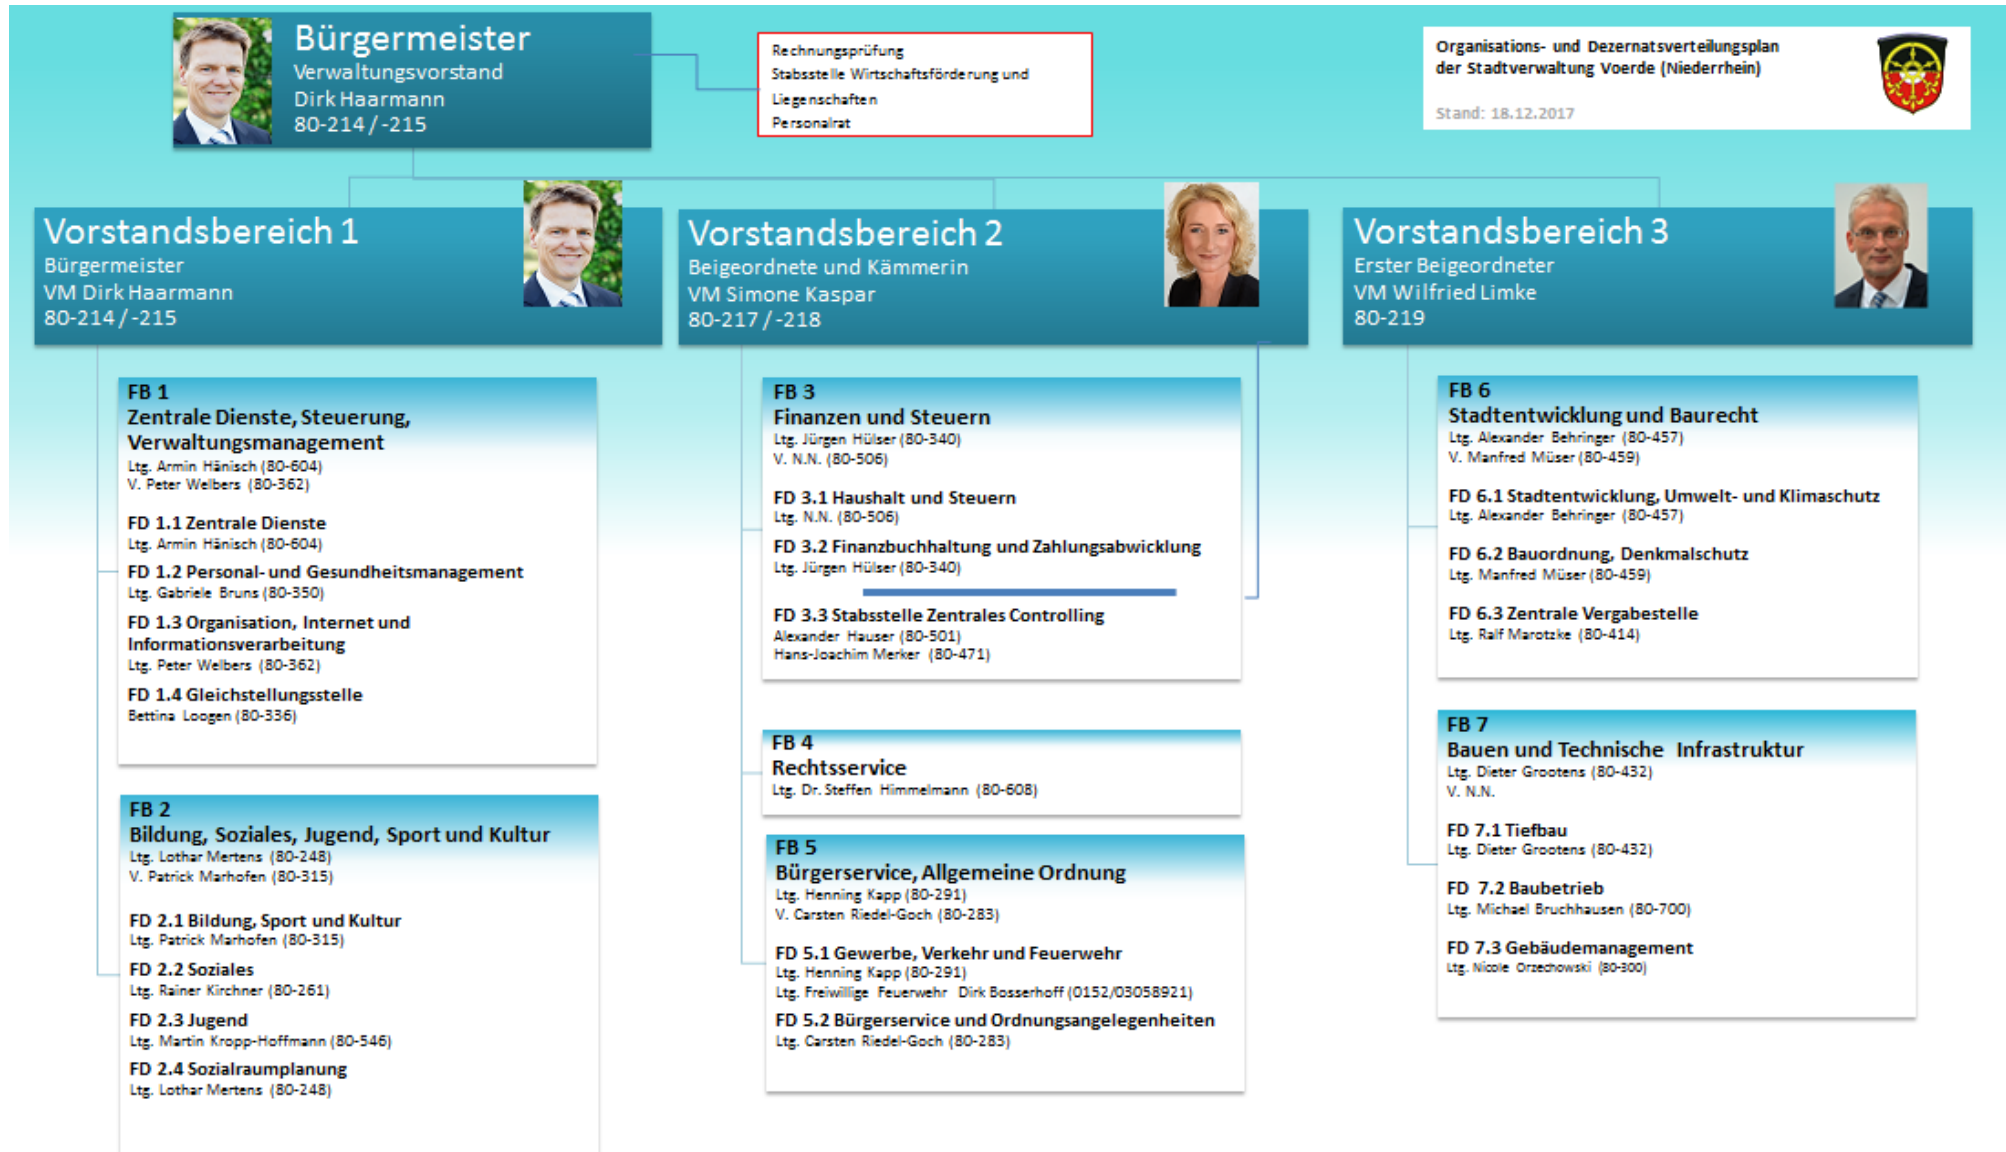 Bürgermeister
Verwaltungsvorstand
Dirk Haarmann
80-214 / -215
Rechnungsprüfung
Stabsstelle Wirtschaftsförderung und
Liegenschaften
Personalrat
Organisations- und Dezernatsverteilungsplan
der Stadtverwaltung Voerde (Niederrhein)
Stand: 18.12.2017
Vorstandsbereich 1
Bürgermeister
VM Dirk Haarmann
80-214 / -215
FB 1
Zentrale Dienste, Steuerung,
Verwaltungsmanagement
Ltg. Armin Hänisch (80-604)
V. Peter Welbers (80-362)
FD 1.1 Zentrale Dienste
Ltg. Armin Hänisch (80-604)
FD 1.2 Personal- und Gesundheitsmanagement
Ltg. Gabriele Bruns (80-350)
FD 1.3 Organisation, Internet und
Informationsverarbeitung
Ltg. Peter Welbers (80-362)
FD 1.4 Gleichstellungsstelle
Bettina Loogen (80-336)
FB 2
Bildung, Soziales, Jugend, Sport und Kultur
Ltg. Lothar Mertens (80-248)
V. Patrick Marhofen (80-315)
FD 2.1 Bildung, Sport und Kultur
Ltg. Patrick Marhofen (80-315)
FD 2.2 Soziales
Ltg. Rainer Kirchner (80-261)
FD 2.3 Jugend
Ltg. Martin Kropp-Hoffmann (80-546)
FD 2.4 Sozialraumplanung
Ltg. Lothar Mertens (80-248)
Vorstandsbereich 2
Beigeordnete und Kämmerin
VM Simone Kaspar
80-217 / -218
FB 3
Finanzen und Steuern
Ltg. Jürgen Hülser (80-340)
V. N.N. (80-506)
FD 3.1 Haushalt und Steuern
Ltg. N.N. (80-506)
FD 3.2 Finanzbuchhaltung und Zahlungsabwicklung
Ltg. Jürgen Hülser (80-340)
FD 3.3 Stabsstelle Zentrales Controlling
Alexander Hauser (80-501)
Hans-Joachim Merker (80-471)
FB 4
Rechtsservice
Ltg. Dr. Steffen Himmelmann (80-608)
FB 5
Bürgerservice, Allgemeine Ordnung
Ltg. Henning Kapp (80-291)
V. Carsten Riedel-Goch (80-283)
FD 5.1 Gewerbe, Verkehr und Feuerwehr
Ltg. Henning Kapp (80-291)
Ltg. Freiwillige Feuerwehr Dirk Bosserhoff (0152/03058921)
FD 5.2 Bürgerservice und Ordnungsangelegenheiten
Ltg. Carsten Riedel-Goch (80-283)
Vorstandsbereich 3
Erster Beigeordneter
VM Wilfried Limke
80-219
FB 6
Stadtentwicklung und Baurecht
Ltg. Alexander Behringer (80-457)
V. Manfred Müser (80-459)
FD 6.1 Stadtentwicklung, Umwelt- und Klimaschutz
Ltg. Alexander Behringer (80-457)
FD 6.2 Bauordnung, Denkmalschutz
Ltg. Manfred Müser (80-459)
FD 6.3 Zentrale Vergabestelle
Ltg. Ralf Marotzke (80-414)
FB 7
Bauen und Technische Infrastruktur
Ltg. Dieter Grootens (80-432)
V. N.N.
FD 7.1 Tiefbau
Ltg. Dieter Grootens (80-432)
FD 7.2 Baubetrieb
Ltg. Michael Bruchhausen (80-700)
FD 7.3 Gebäudemanagement
Ltg. Nicole Orzechowski (80-300)